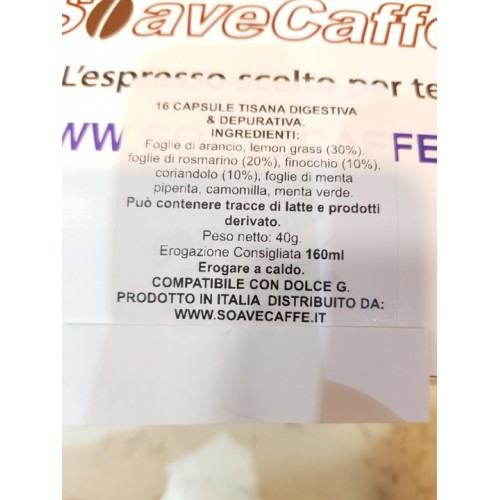 SoaveCaffe
L'espresso scelto per te
WW
FFE
16 CAPSULE TISANA DIGESTIVA
& DEPURATIVA.
INGREDIENTI:
Foglie di arancio, lemon grass (30%),
foglie di rosmarino (20%), finocchio (10%),
coriandolo (10%), foglie di menta
piperita, camomilla, menta verde.
Può contenere tracce di latte e prodotti
derivato.
Peso netto: 40g.
Erogazione Consigliata 160ml
Erogare a caldo.
COMPATIBILE CON DOLCE G.
PRODOTTO IN ITALIA DISTRIBUITO DA:
WWW.SOAVECAFFE.IT